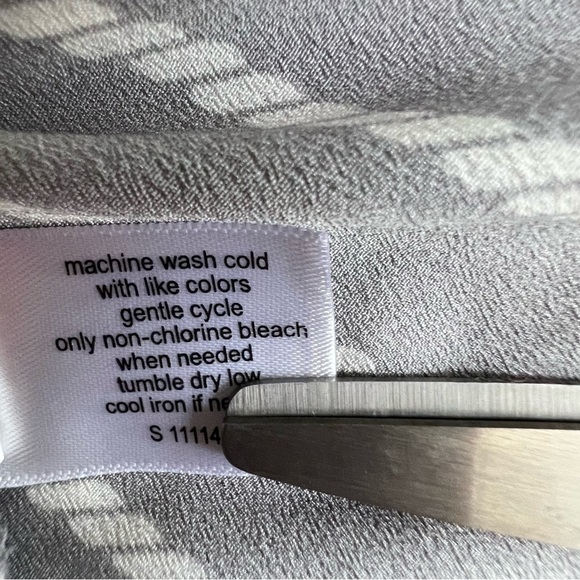 machine wash cold
with like colors
gentle cycle
only non-chlorine bleach
when needed
tumble dry low
cool iron if
S 11114